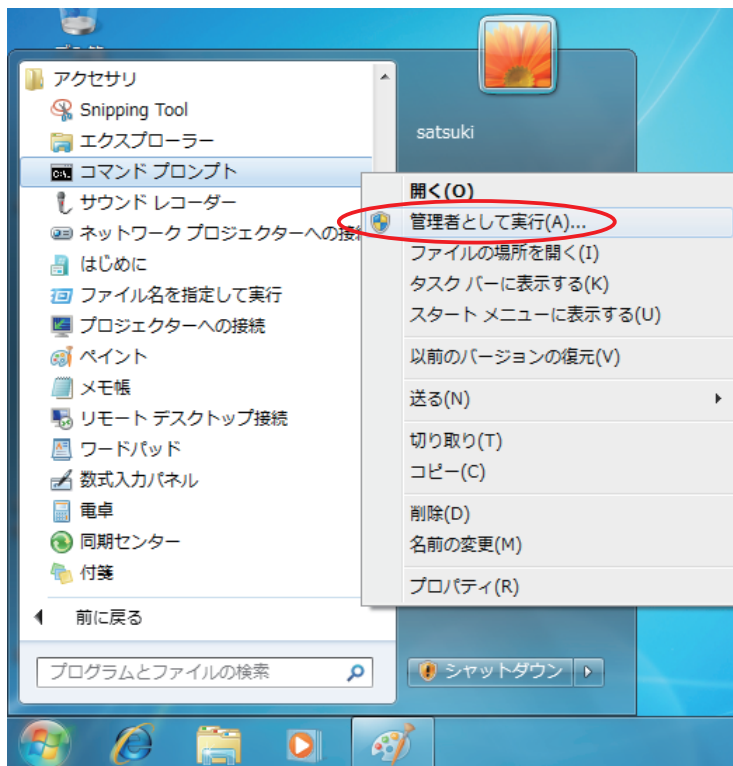 アクセサリ
Snipping Tool
エクスプローラー
コマンド プロンプト
サウンド レコーダー
ネットワーク プロジェクターへの接
はじめに
ファイル名を指定して実行
プロジェクターへの接続
ペイント
メモ帳
リモート デスクトップ接続
ワードパッド
数式入力パネル
電卓
同期センター
付箋
前に戻る
プログラムとファイルの検索
satsuki
開く(O)
管理者として実行(A)...
ファイルの場所を開く(I)
タスク バーに表示する(K)
スタート メニューに表示する(U)
以前のバージョンの復元(V)
送る(N)
切り取り(T)
コピー(C)
削除(D)
名前の変更(M)
プロパティ(R)
シャットダウン